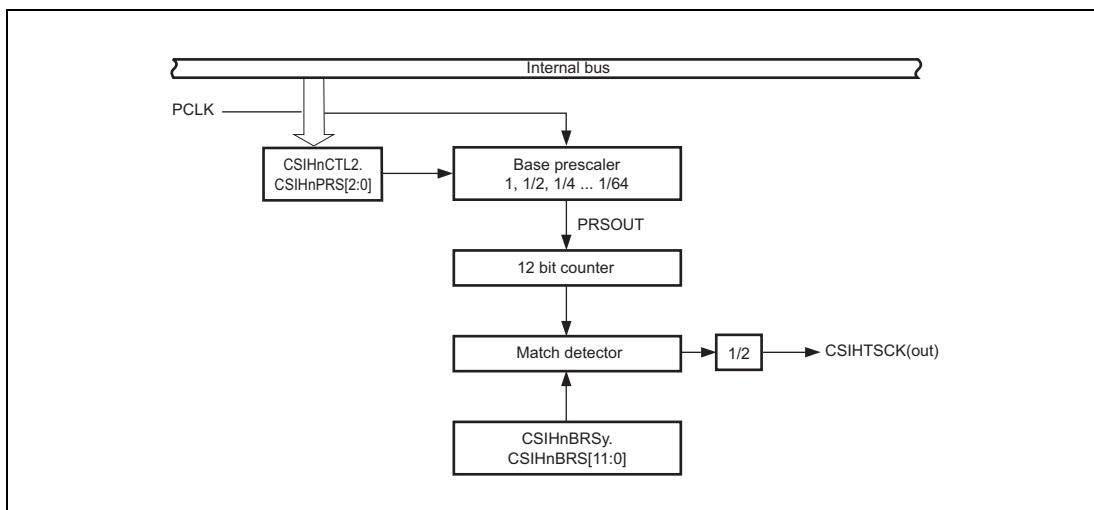 Internal bus
PCLK
CSIHnCTL2.
CSIHnPRS[2:0]
Base prescaler
1, 1/2, 1/4 ... 1/64
PRSOUT
12 bit counter
Match detector
1/2
CSIHTSCK(out)
CSIHnBRSy.
CSIHnBRS[11:0]